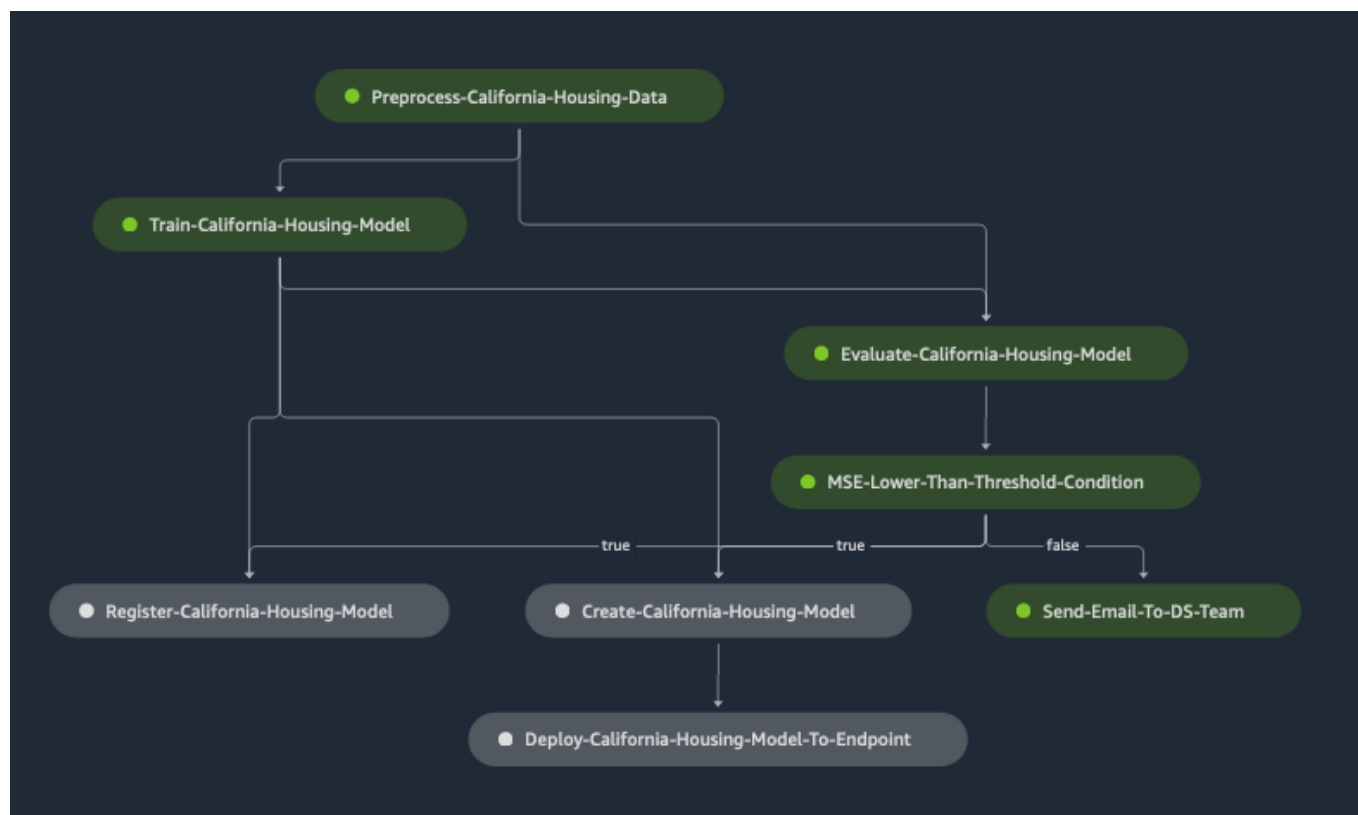 Preprocess-California-Housing-Data
Train-California-Housing-Model
Evaluate-California-Housing-Model
MSE-Lower-Than-Threshold-Condition
true
true
false
Register-California-Housing-Model
Create-California-Housing-Model
Send-Email-To-DS-Team
Deploy-California-Housing-Model-To-Endpoint